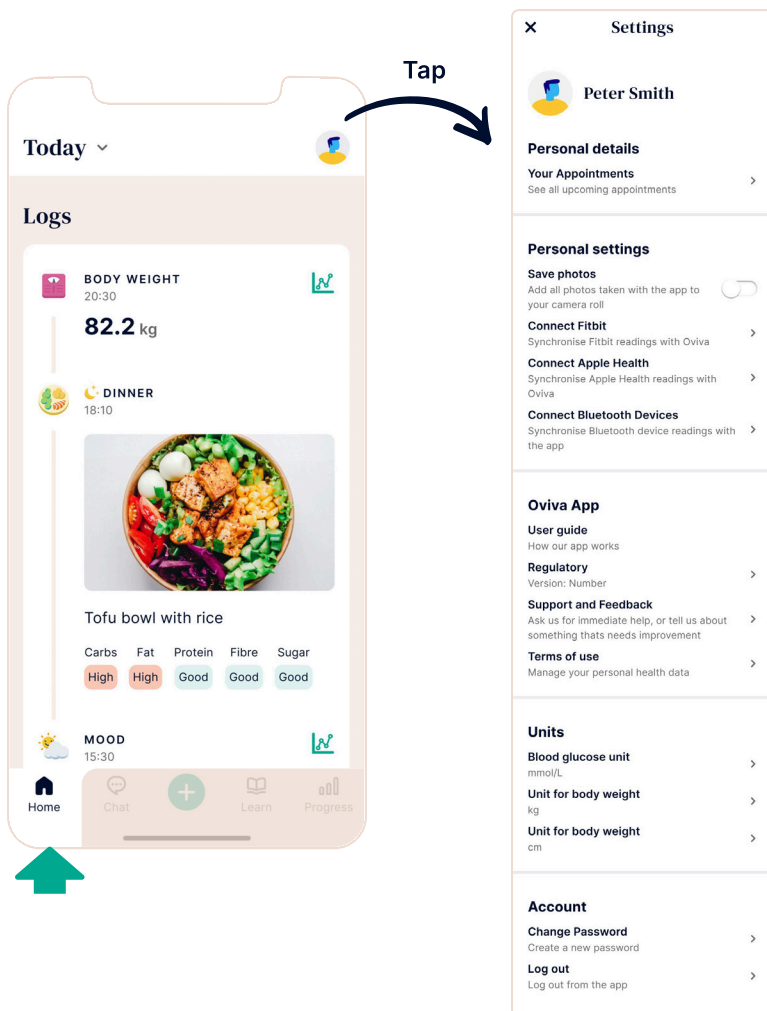 Tap
Today
Logs
BODY WEIGHT
20:30
82.2 kg
DINNER
18:10
Tofu bowl with rice
Carbs Fat Protein Fibre Sugar
High High Good Good Good
MOOD
15:30
Home Chat Learn Progress
Settings
Peter Smith
Personal details
Your Appointments
See all upcoming appointments
Personal settings
Save photos
Add all photos taken with the app to
your camera roll
Connect Fitbit
Synchronise Fitbit readings with Oviva
Connect Apple Health
Synchronise Apple Health readings with
Oviva
Connect Bluetooth Devices
Synchronise Bluetooth device readings with
the app
Oviva App
User guide
How our app works
Regulatory
Version: Number
Support and Feedback
Ask us for immediate help, or tell us about
something thats needs improvement
Terms of use
Manage your personal health data
Units
Blood glucose unit
mmol/L
Unit for body weight
kg
Unit for body weight
cm
Account
Change Password
Create a new password
Log out
Log out from the app